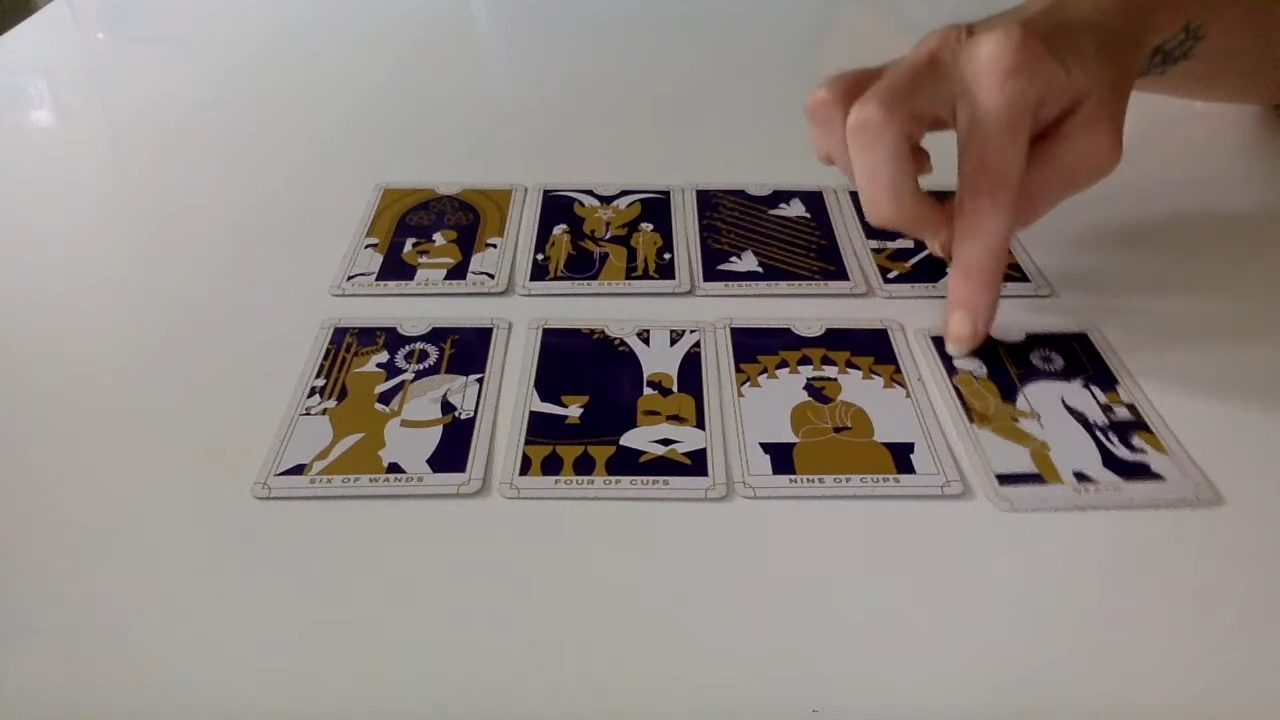 THREE OF PENTACLES
THE DEVIL
EIGHT OF WANDS
FIVE
SIX OF WANDS
FOUR OF CUPS
NINE OF CUPS